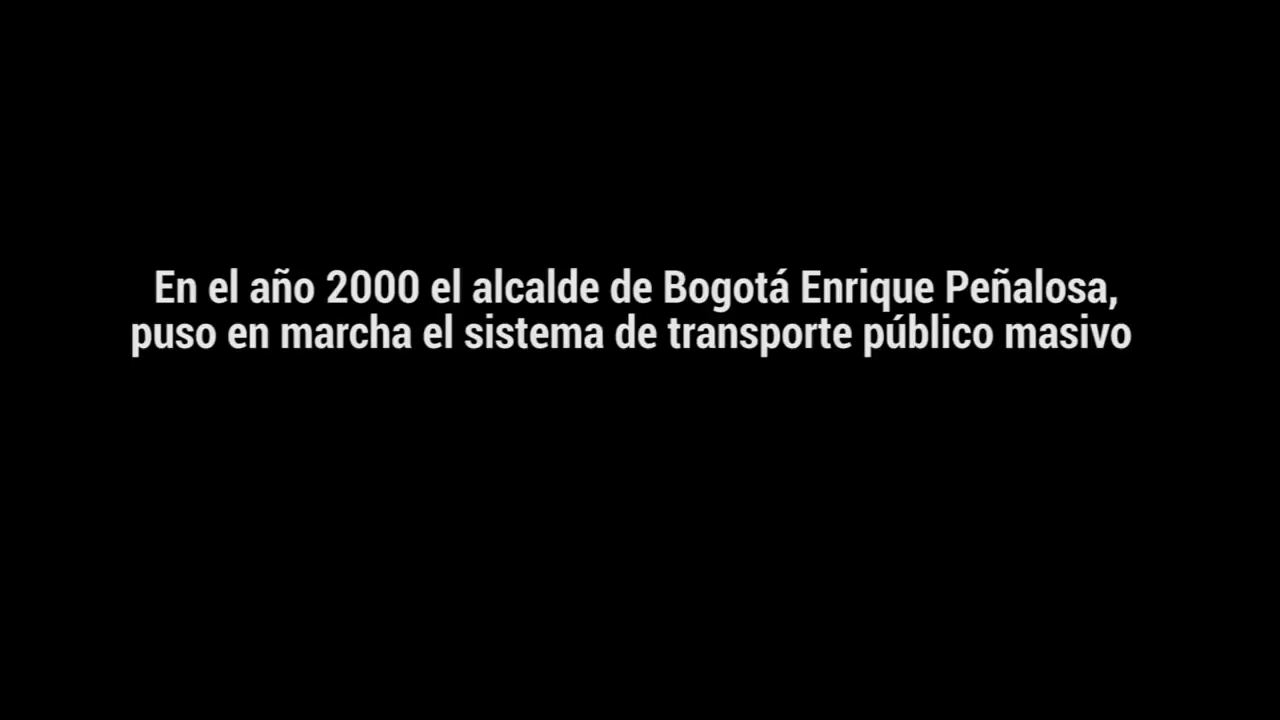 En el año 2000 el alcalde de Bogotá Enrique Peñalosa,
puso en marcha el sistema de transporte público masivo